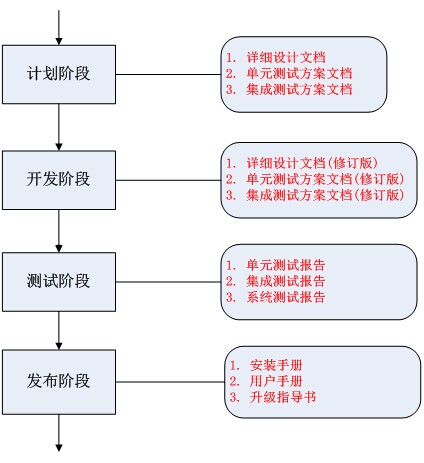 计划阶段
1. 详细设计文档
2. 单元测试方案文档
3. 集成测试方案文档
开发阶段
1. 详细设计文档(修订版)
2. 单元测试方案文档(修订版)
3. 集成测试方案文档(修订版)
测试阶段
1. 单元测试报告
2. 集成测试报告
3. 系统测试报告
发布阶段
1. 安装手册
2. 用户手册
3. 升级指导书